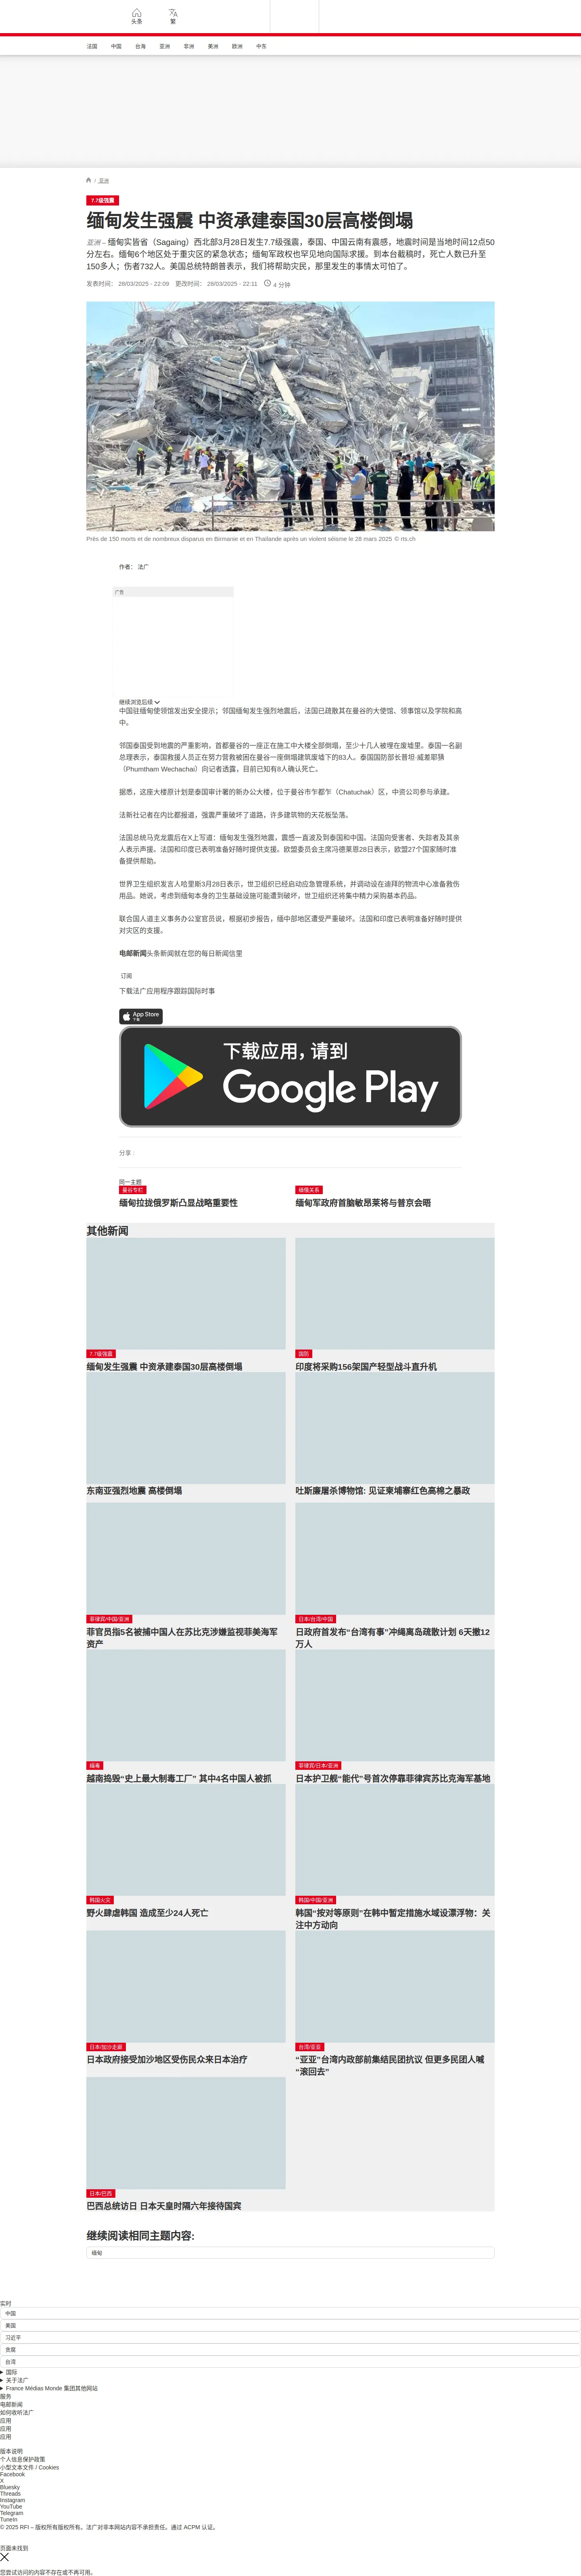 头条
繁
法国 中国 台海 亚洲 非洲 美洲 欧洲 中东
/ 亚洲
7.7级强震
缅甸发生强震 中资承建泰国30层高楼倒塌
亚洲 – 缅甸实皆省（Sagaing）西北部3月28日发生7.7级强震，泰国、中国云南有震感，地震时间是当地时间12点50
分左右。缅甸6个地区处于重灾区的紧急状态；缅甸军政权也罕见地向国际求援。到本台截稿时，死亡人数已升至
150多人；伤者732人。美国总统特朗普表示，我们将帮助灾民，那里发生的事情太可怕了。
发表时间： 28/03/2025 - 22:09 更改时间： 28/03/2025 - 22:11 4 分钟
Près de 150 morts et de nombreux disparus en Birmanie et en Thaïlande après un violent séisme le 28 mars 2025 © rts.ch
作者： 法广
广告
继续浏览后续
中国驻缅甸使领馆发出安全提示；邻国缅甸发生强烈地震后，法国已疏散其在曼谷的大使馆、领事馆以及学院和高
中。
邻国泰国受到地震的严重影响，首都曼谷的一座正在施工中大楼全部倒塌，至少十几人被埋在废墟里。泰国一名副
总理表示，泰国救援人员正在努力营救被困在曼谷一座倒塌建筑废墟下的83人。泰国国防部长普坦·威差耶猜
（Phumtham Wechachai）向记者透露，目前已知有8人确认死亡。
据悉，这座大楼原计划是泰国审计署的新办公大楼，位于曼谷市乍都乍（Chatuchak）区，中资公司参与承建。
法新社记者在内比都报道，强震严重破坏了道路，许多建筑物的天花板坠落。
法国总统马克龙震后在X上写道：缅甸发生强烈地震，震感一直波及到泰国和中国。法国向受害者、失踪者及其亲
人表示声援。法国和印度已表明准备好随时提供支援。欧盟委员会主席冯德莱恩28日表示，欧盟27个国家随时准
备提供帮助。
世界卫生组织发言人哈里斯3月28日表示，世卫组织已经启动应急管理系统，并调动设在迪拜的物流中心准备救伤
用品。她说，考虑到缅甸本身的卫生基础设施可能遭到破坏，世卫组织还将集中精力采购基本药品。
联合国人道主义事务办公室官员说，根据初步报告，缅中部地区遭受严重破坏。法国和印度已表明准备好随时提供
对灾区的支援。
电邮新闻头条新闻就在您的每日新闻信里
订阅
下载法广应用程序跟踪国际时事
App Store
下载
下载应用，请到
Google Play
分享 :
同一主题
曼谷专栏
缅甸拉拢俄罗斯凸显战略重要性
缅俄关系
缅甸军政府首脑敏昂莱将与普京会晤
其他新闻
7.7级强震
缅甸发生强震 中资承建泰国30层高楼倒塌
国防
印度将采购156架国产轻型战斗直升机
东南亚强烈地震 高楼倒塌
吐斯廉屠杀博物馆: 见证柬埔寨红色高棉之暴政
菲律宾/中国/亚洲
菲官员指5名被捕中国人在苏比克涉嫌监视菲美海军
资产
日本/台湾/中国
日政府首发布“台湾有事”冲绳离岛疏散计划 6天撤12
万人
缉毒
越南捣毁“史上最大制毒工厂” 其中4名中国人被抓
菲律宾/日本/亚洲
日本护卫舰“能代”号首次停靠菲律宾苏比克海军基地
韩国火灾
野火肆虐韩国 造成至少24人死亡
韩国/中国/亚洲
韩国“按对等原则”在韩中暂定措施水域设漂浮物：关
注中方动向
日本/加沙走廊
日本政府接受加沙地区受伤民众来日本治疗
台湾/亚亚
“亚亚”台湾内政部前集结民团抗议 但更多民团人喊
“滚回去”
日本/巴西
巴西总统访日 日本天皇时隔六年接待国宾
继续阅读相同主题内容:
缅甸
实时
中国
美国
习近平
贪腐
台湾
国际
关于法广
France Médias Monde 集团其他网站
服务
电邮新闻
如何收听法广
应用
应用
应用
版本说明
个人信息保护政策
小型文本文件 / Cookies
Facebook
X
Bluesky
Threads
Instagram
YouTube
Telegram
TuneIn
© 2025 RFI – 版权所有版权所有。法广对非本网站内容不承担责任。通过 ACPM 认证。
页面未找到
您尝试访问的内容不存在或不再可用。